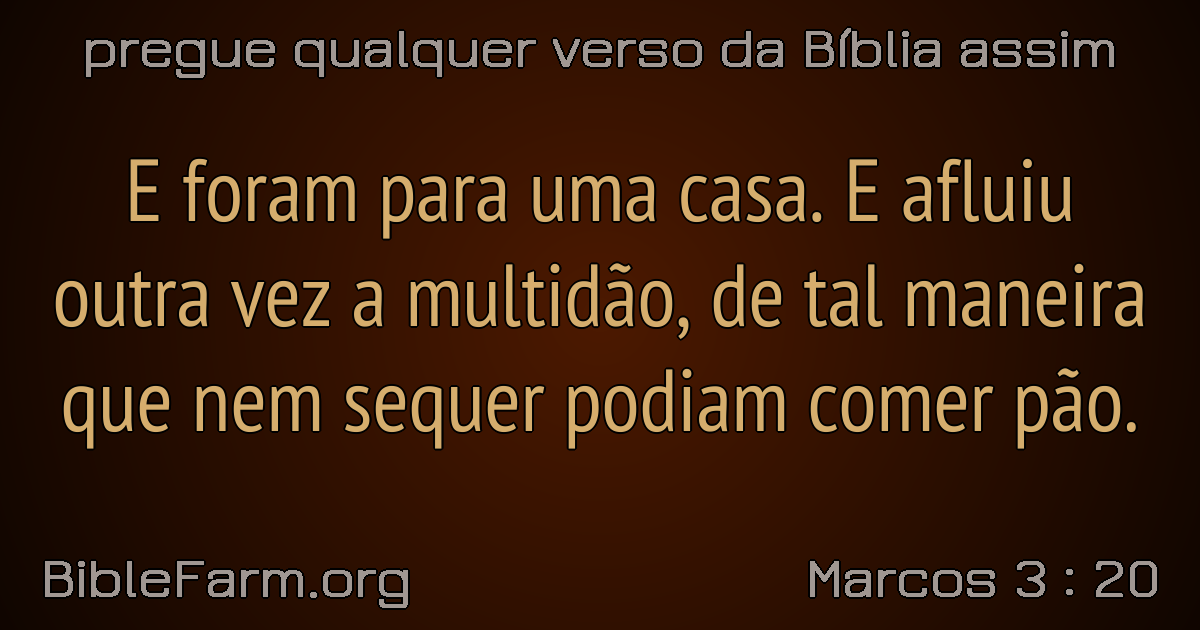 pregue qualquer verso da Bíblia assim
E foram para uma casa. E afluiu
outra vez a multidão, de tal maneira
que nem sequer podiam comer pão.
BibleFarm.org
Marcos 3 : 20